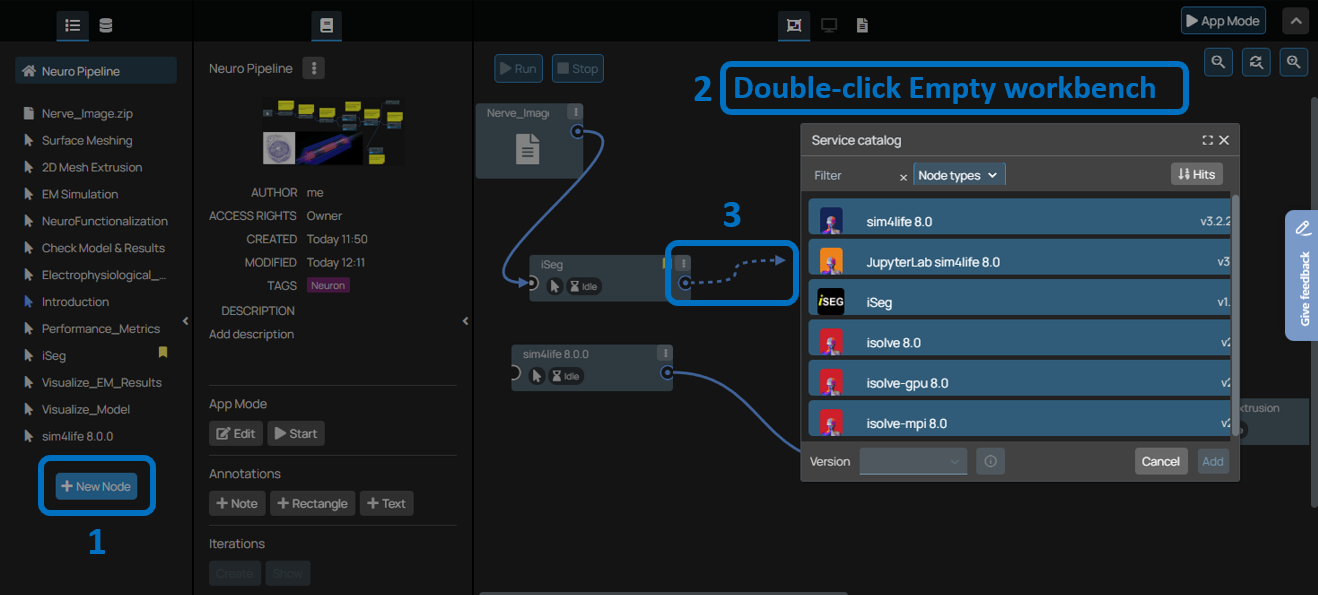 App Mode
Neuro Pipeline
Nerve_Image.zip
Surface Meshing
2D Mesh Extrusion
EM Simulation
NeuroFunctionalization
Check Model & Results
Electrophysiological_...
Introduction
Performance_Metrics
iSeg
Visualize_EM_Results
Visualize_Model
sim4life 8.0.0
+ New Node
1
Neuro Pipeline
AUTHOR me
ACCESS RIGHTS Owner
CREATED Today 11:50
MODIFIED Today 12:11
TAGS Neuron
DESCRIPTION
Add description
App Mode
Edit Start
Annotations
+ Note + Rectangle + Text
Iterations
Create Show
Run Stop
2 Double-click Empty workbench
Nerve_Imag
iSeg
Idle
3
sim4life 8.0.0
Idle
Service catalog
Filter × Node types Hits
sim4life 8.0 v3.2.2
JupyterLab sim4life 8.0 v3
iSEG iSeg v1.
isolve 8.0 v2
isolve-gpu 8.0 v2
isolve-mpi 8.0 v2
Version Cancel Add
xtrusion
Give feedback